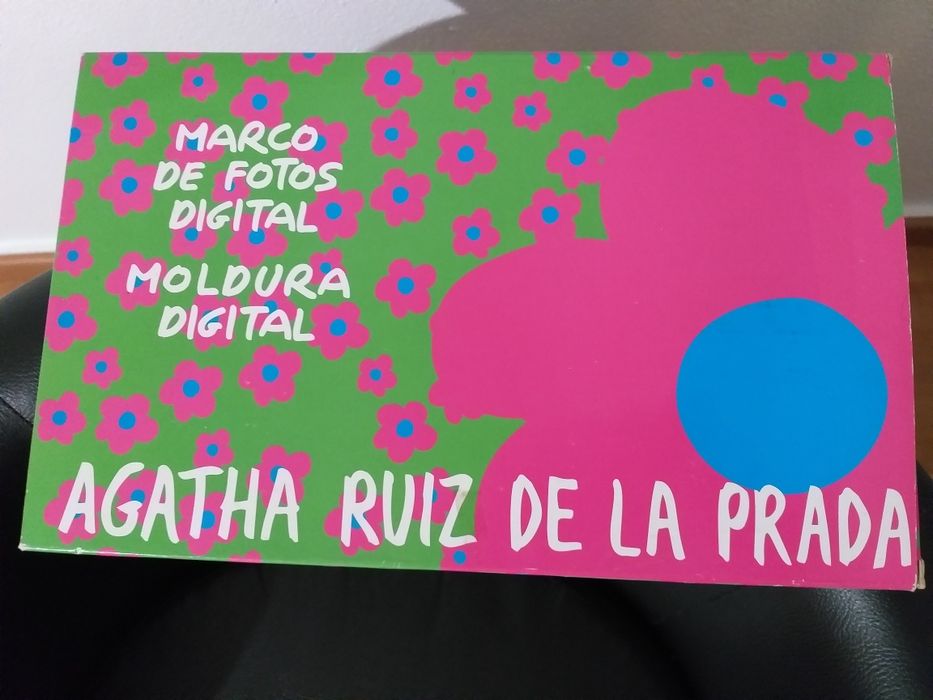 MARCO
DE FOTOS
DIGITAL
MOLDURA
DIGITAL
AGATHA RUIZ DE LA PRADA